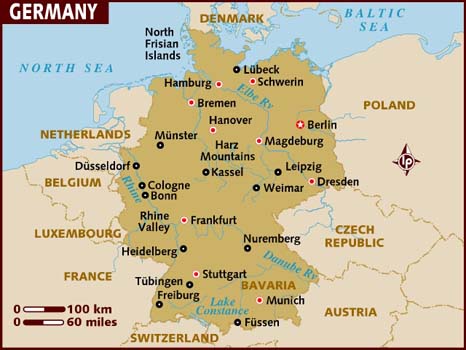 GERMANY
DENMARK
BALTIC
SEA
North
Frisian
Islands
NORTH SEA
Lübeck
Schwerin
Hamburg
Elbe Rv
Bremen
POLAND
Hanover
Berlin
NETHERLANDS
Münster
Harz
Mountains
Magdeburg
Düsseldorf
Kassel
Leipzig
LP
BELGIUM
Rhine
Cologne
Bonn
Weimar
Dresden
Rhine
Valley
Frankfurt
LUXEMBOURG
CZECH
REPUBLIC
Heidelberg
Nuremberg
Danube Rv
FRANCE
Stuttgart
Tübingen
BAVARIA
Freiburg
Lake
Constance
Munich
0 100 km
0 60 miles
Füssen
AUSTRIA
SWITZERLAND